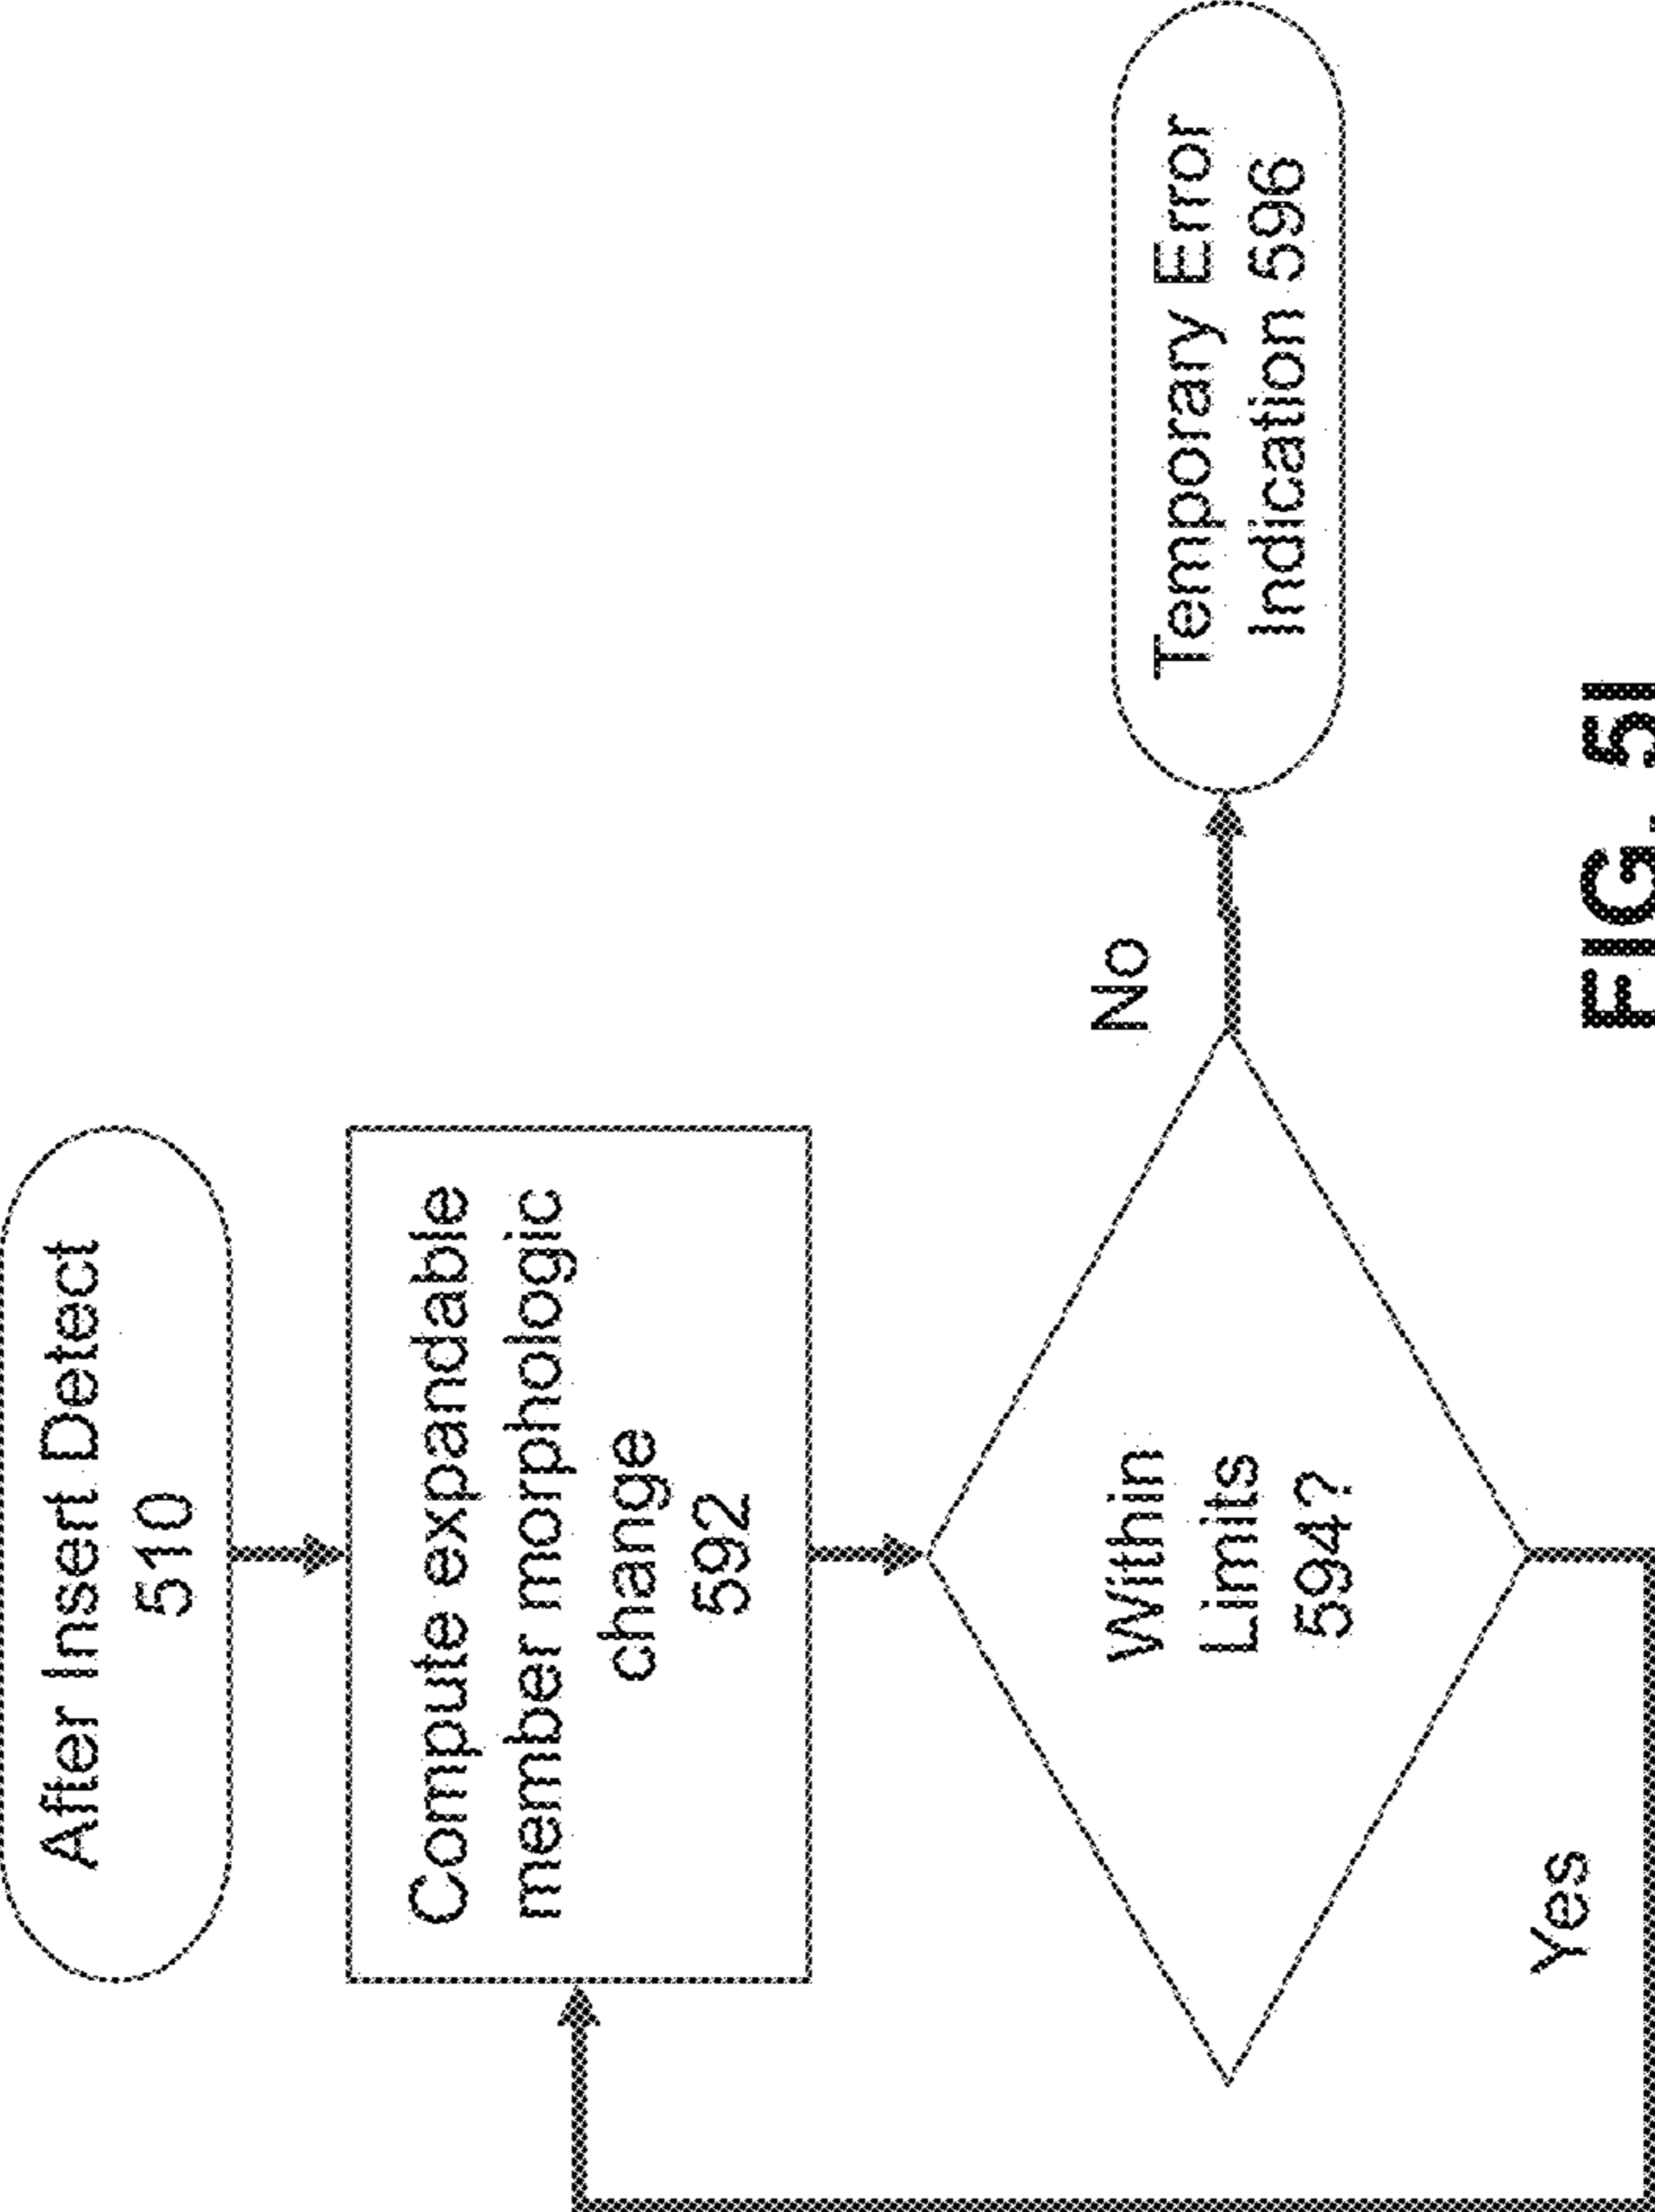 After Insert Detect
510
Compute expandable
member morphologic
change
592
Within
Limits
594?
No
Yes
Temporary Error
Indication 596
FIG. 5I